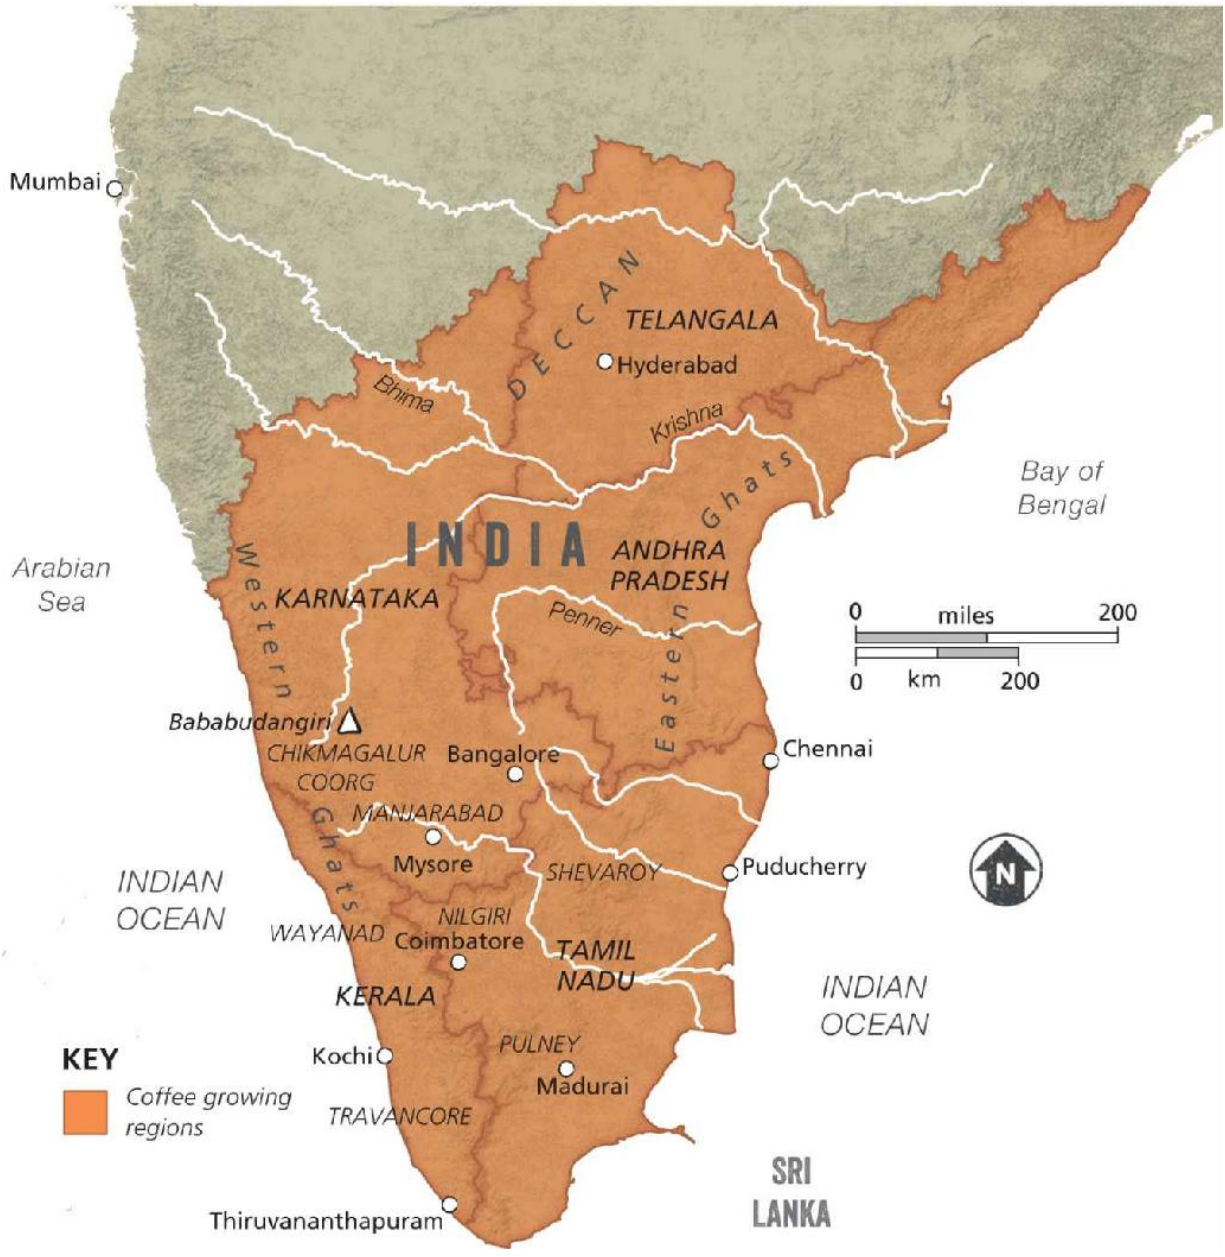 Mumbai
DECCAN
TELANGALA
Hyderabad
Bhima
Krishna
Bay of
Bengal
Eastern Ghats
INDIA
ANDHRA
PRADESH
Arabian
Sea
Western Ghats
KARNATAKA
Penner
0 miles 200
0 km 200
Bababudangiri
CHIKMAGALUR
COORG
Bangalore
Chennai
MANJARABAD
Mysore
SHEVAROY
Puducherry
N
INDIAN
OCEAN
WAYANAD
NILGIRI
Coimbatore
TAMIL
NADU
KERALA
INDIAN
OCEAN
KEY
Coffee growing
regions
Kochi
PULNEY
Madurai
TRAVANCORE
SRI
LANKA
Thiruvananthapuram